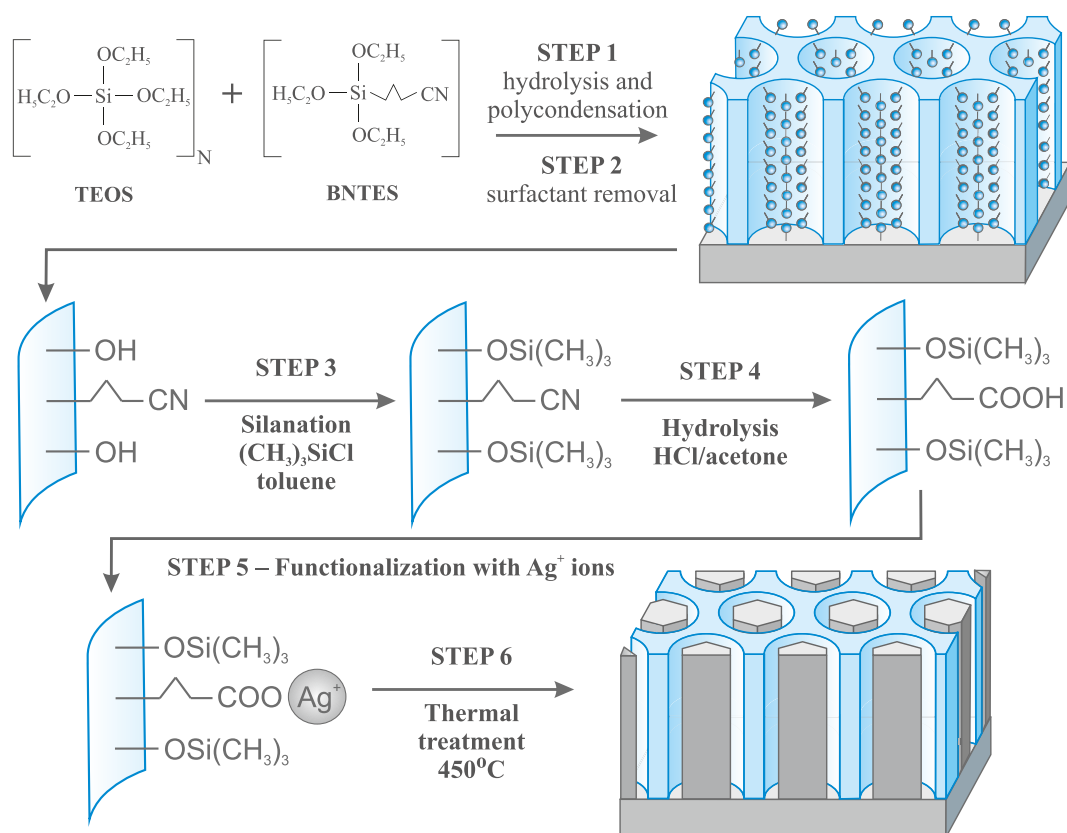 OC₂H₅
H₅C₂O—Si—OC₂H₅
OC₂H₅
N
TEOS
+
OC₂H₅
H₅C₂O—Si CN
OC₂H₅
BNTES
STEP 1
hydrolysis and
polycondensation
STEP 2
surfactant removal
OH
CN
OH
STEP 3
Silanation
(CH₃)₃SiCl
toluene
OSi(CH₃)₃
CN
OSi(CH₃)₃
STEP 4
Hydrolysis
HCl/acetone
OSi(CH₃)₃
COOH
OSi(CH₃)₃
STEP 5 – Functionalization with Ag⁺ ions
OSi(CH₃)₃
COO Ag⁺
OSi(CH₃)₃
STEP 6
Thermal
treatment
450°C